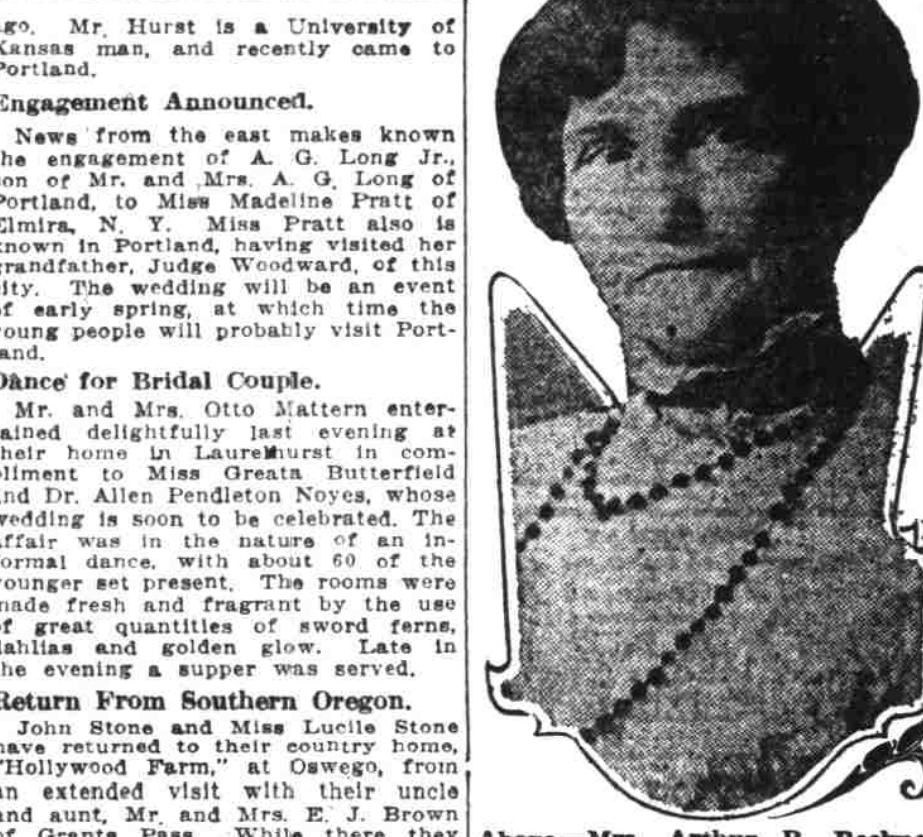 ago. Mr. Hurst is a University of
Kansas man, and recently came to
Portland.
Engagement Announced.
News from the east makes known
the engagement of A. G. Long Jr.,
son of Mr. and Mrs. A. G. Long of
Portland, to Miss Madeline Pratt of
Elmira, N. Y. Miss Pratt also is
known in Portland, having visited her
grandfather, Judge Woodward, of this
city. The wedding will be an event
of early spring, at which time the
young people will probably visit Port-
land.
Dance for Bridal Couple.
Mr. and Mrs. Otto Mattern enter-
tained delightfully last evening at
their home in Laurelhurst in com-
pliment to Miss Greata Butterfield
and Dr. Allen Pendleton Noyes, whose
wedding is soon to be celebrated. The
affair was in the nature of an in-
formal dance, with about 60 of the
younger set present. The rooms were
made fresh and fragrant by the use
of great quantities of sword ferns,
dahlias and golden glow. Late in
the evening a supper was served.
Return From Southern Oregon.
John Stone and Miss Lucile Stone
have returned to their country home,
"Hollywood Farm," at Oswego, from
an extended visit with their uncle
and aunt, Mr. and Mrs. E. J. Brown
of Grants Pass. While there they
Above—Mrs. Arthur